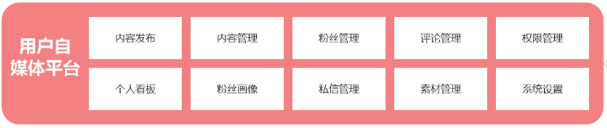 用户自
媒体平台
内容发布 内容管理 粉丝管理 评论管理 权限管理
个人看板 粉丝画像 私信管理 素材管理 系统设置